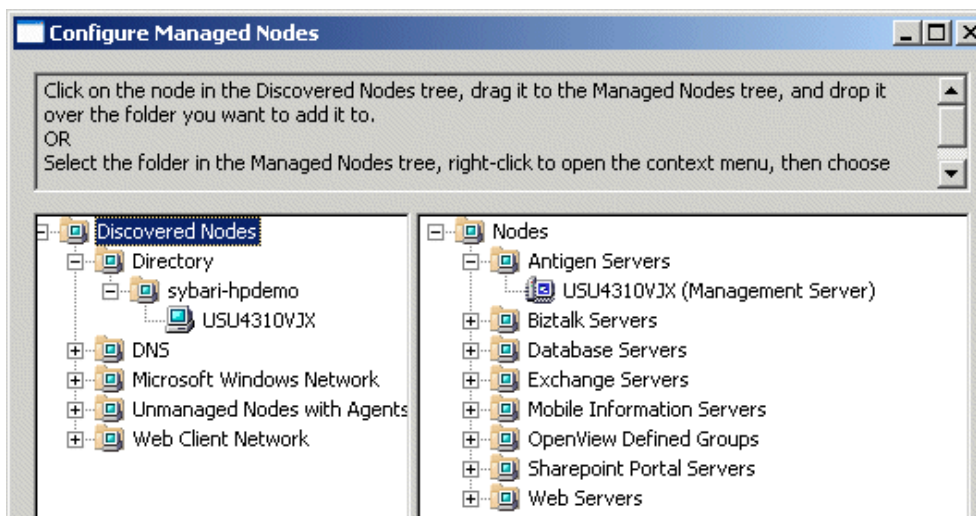 Configure Managed Nodes
Click on the node in the Discovered Nodes tree, drag it to the Managed Nodes tree, and drop it
over the folder you want to add it to.
OR
Select the folder in the Managed Nodes tree, right-click to open the context menu, then choose
Discovered Nodes
Directory
sybari-hpdemo
USU4310VJX
DNS
Microsoft Windows Network
Unmanaged Nodes with Agents
Web Client Network
Nodes
Antigen Servers
USU4310VJX (Management Server)
Biztalk Servers
Database Servers
Exchange Servers
Mobile Information Servers
OpenView Defined Groups
Sharepoint Portal Servers
Web Servers